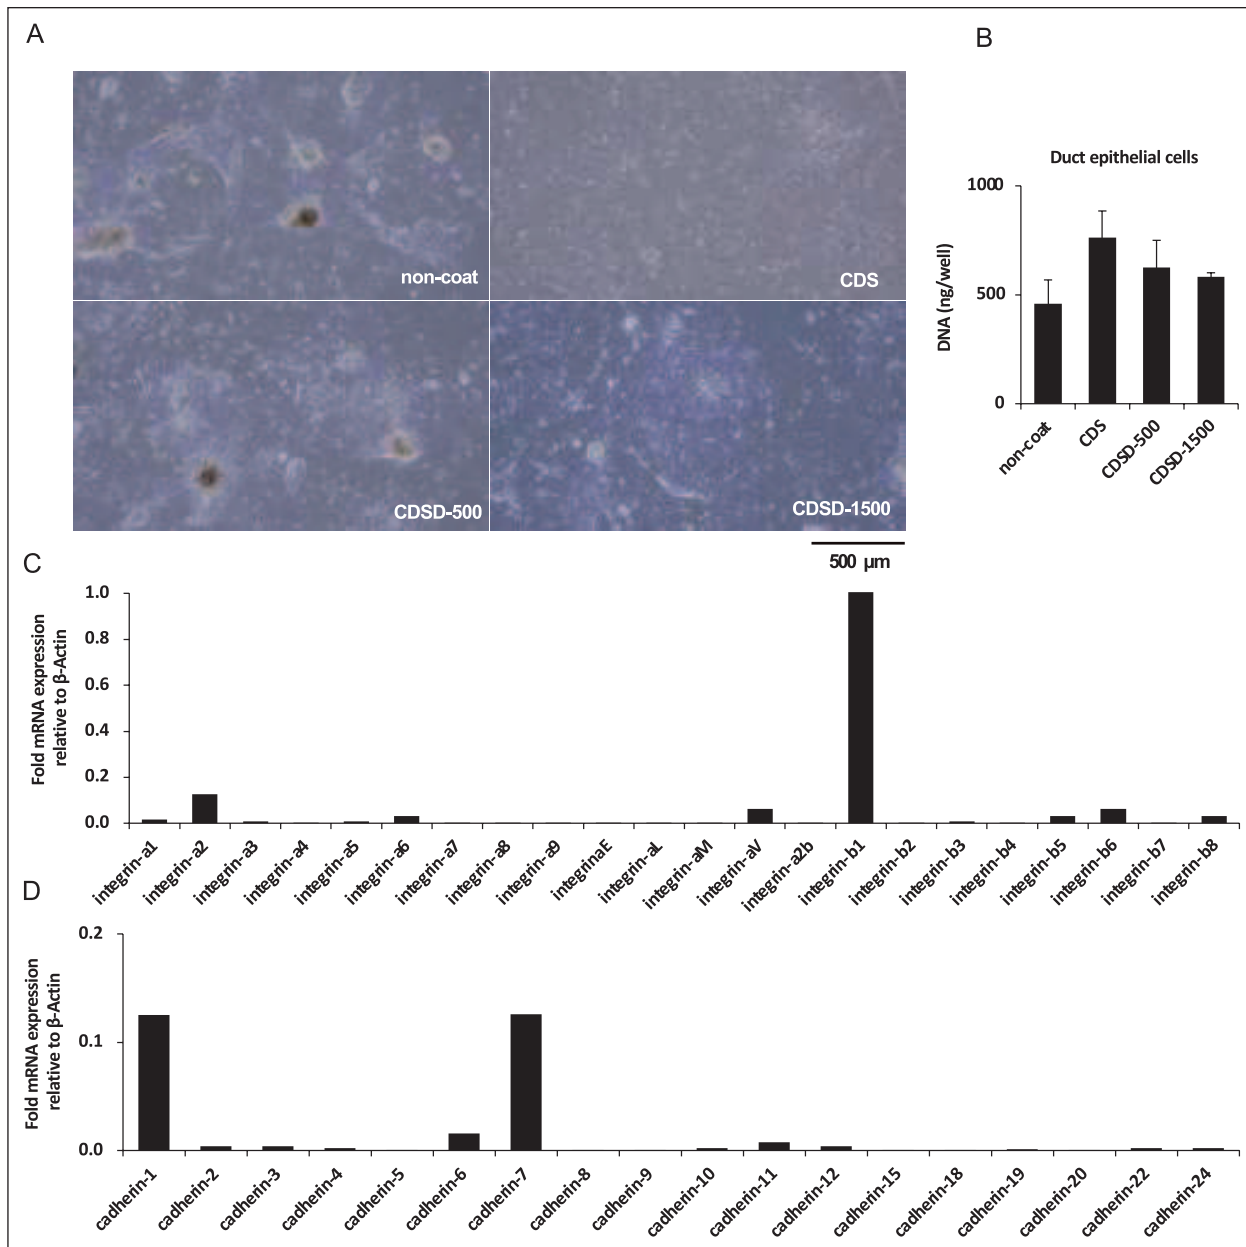 A
B
non-coat
CDS
CDSD-500
CDSD-1500
500 µm
Duct epithelial cells
DNA (ng/well)
1000
500
0
non-coat
CDS
CDSD-500
CDSD-1500
C
Fold mRNA expression
relative to β-Actin
1.0
0.8
0.6
0.4
0.2
0.0
integrin-a1
integrin-a2
integrin-a3
integrin-a4
integrin-a5
integrin-a6
integrin-a7
integrin-a8
integrin-a9
integrinaE
integrin-aL
integrin-aM
integrin-aV
integrin-a2b
integrin-b1
integrin-b2
integrin-b3
integrin-b4
integrin-b5
integrin-b6
integrin-b7
integrin-b8
D
Fold mRNA expression
relative to β-Actin
0.2
0.1
0.0
cadherin-1
cadherin-2
cadherin-3
cadherin-4
cadherin-5
cadherin-6
cadherin-7
cadherin-8
cadherin-9
cadherin-10
cadherin-11
cadherin-12
cadherin-15
cadherin-18
cadherin-19
cadherin-20
cadherin-22
cadherin-24